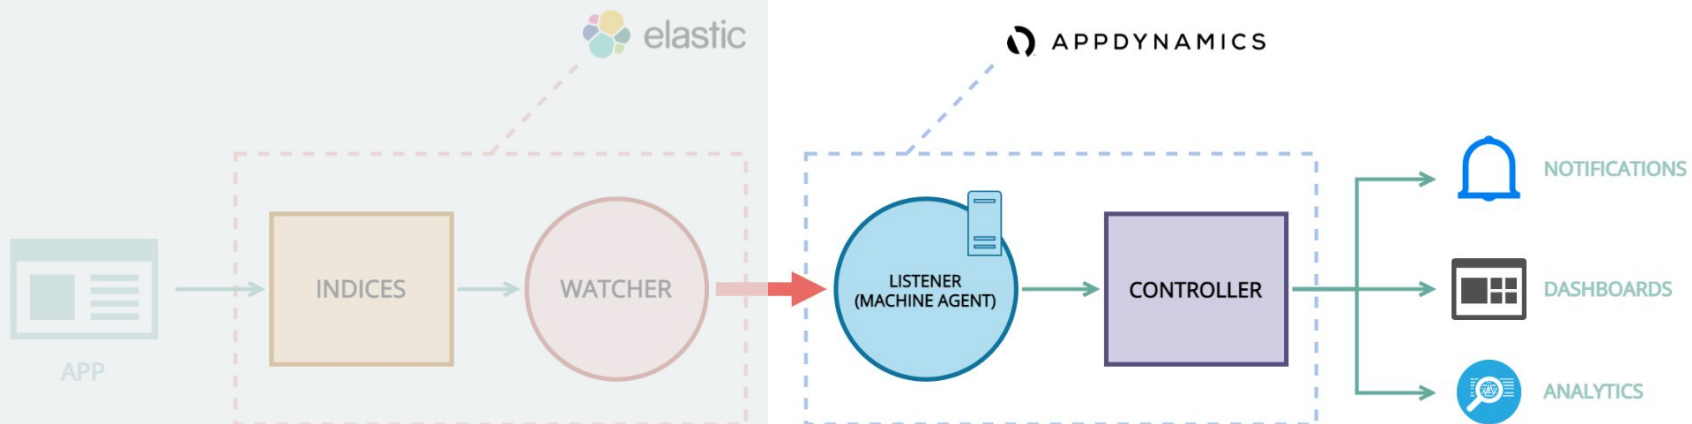 elastic
APPDYNAMICS
APP
INDICES
WATCHER
LISTENER
(MACHINE AGENT)
CONTROLLER
NOTIFICATIONS
DASHBOARDS
ANALYTICS